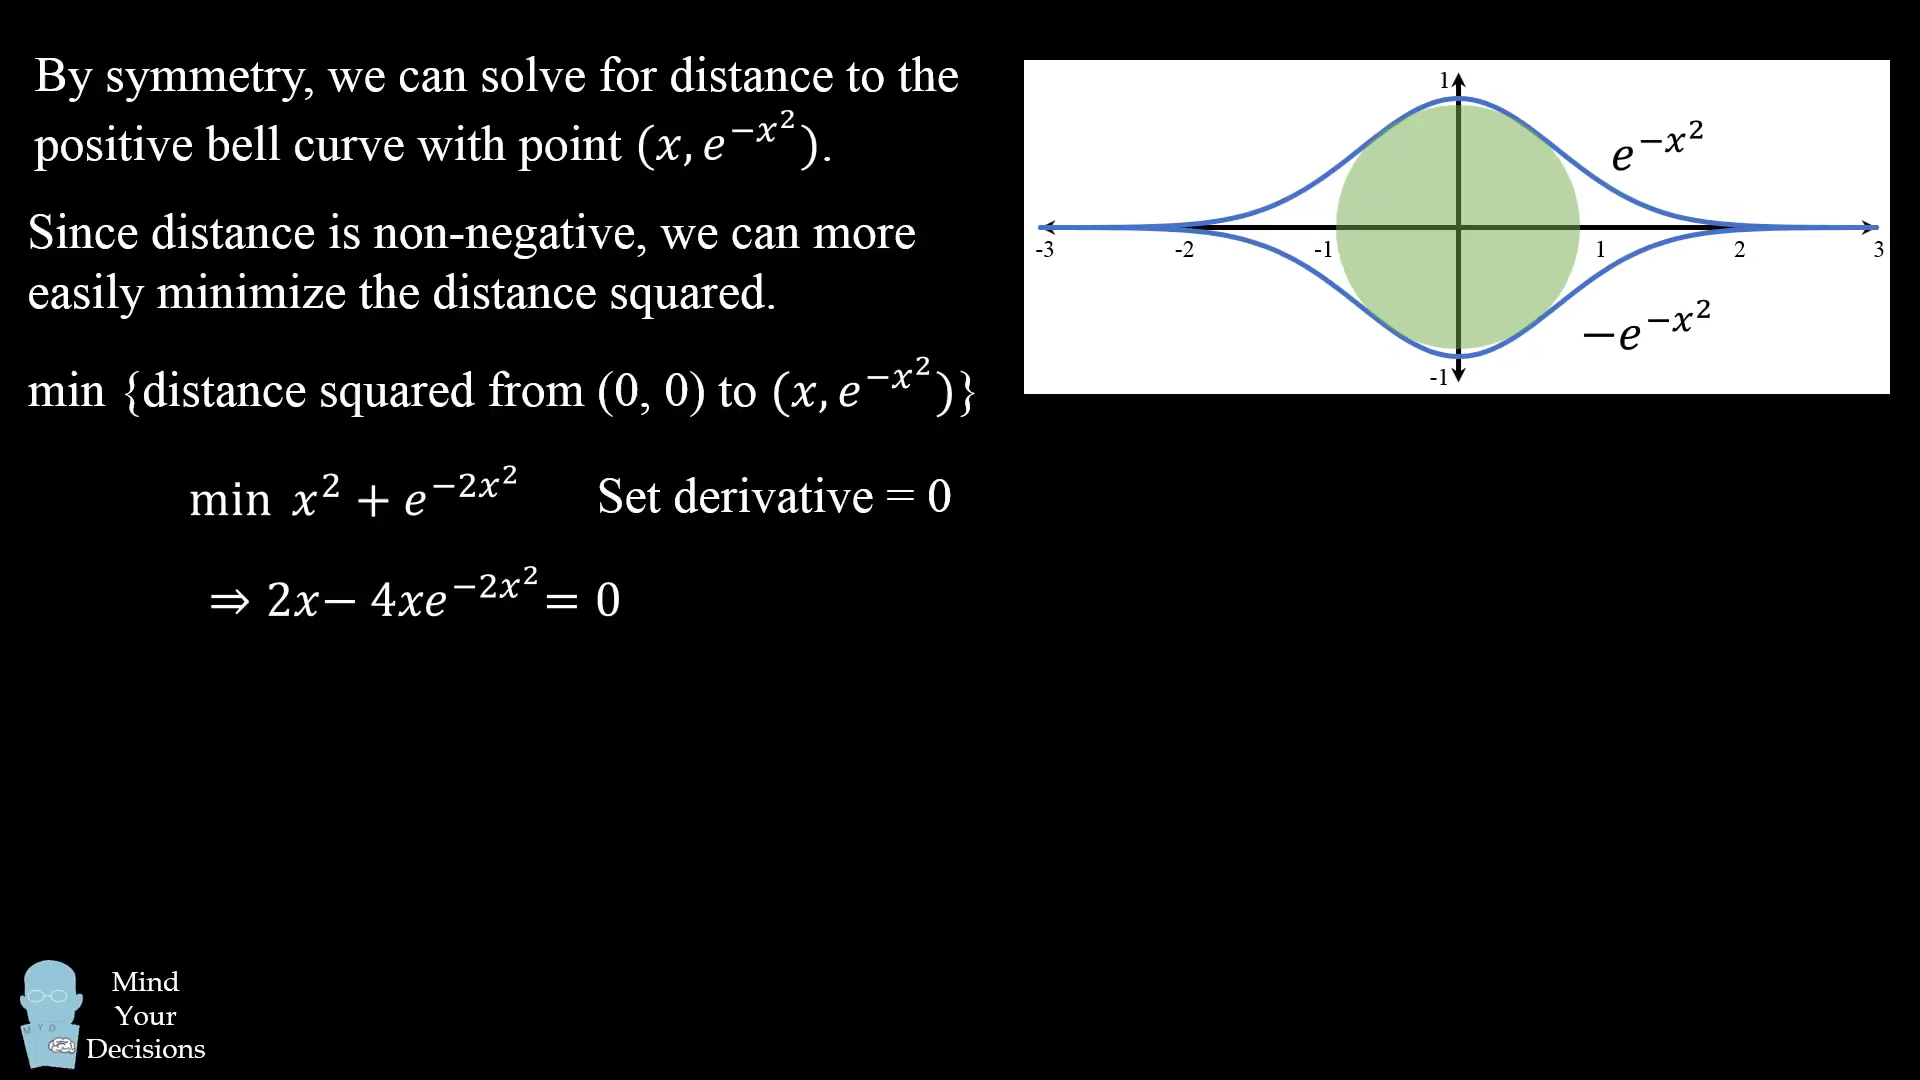 By symmetry, we can solve for distance to the
positive bell curve with point (x, e^{−x^2}).
Since distance is non-negative, we can more
easily minimize the distance squared.
min {distance squared from (0, 0) to (x, e^{−x^2})}
min x^2 + e^{−2x^2} Set derivative = 0
⇒ 2x− 4xe^{−2x^2}= 0
1
e^{−x^2}
-3 -2 -1 1 2 3
−e^{−x^2}
-1
M Y D
Mind
Your
Decisions